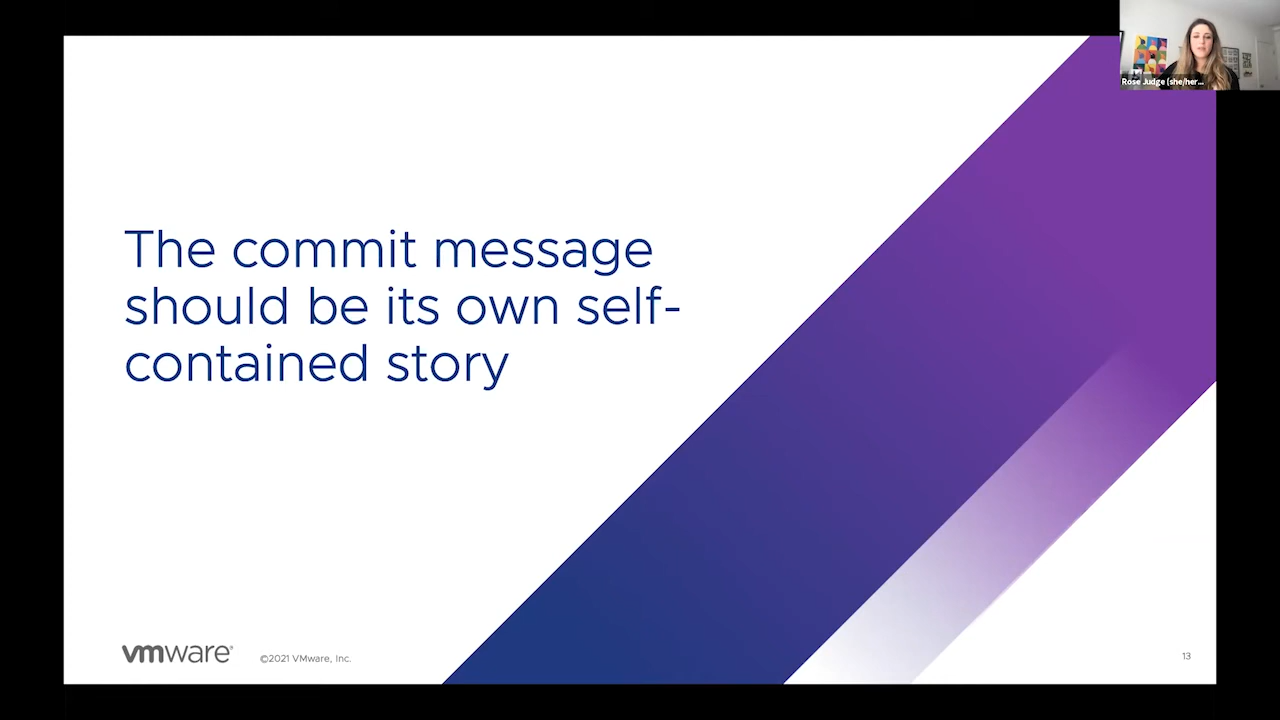 Rose Judge (she/her...
The commit message
should be its own self-
contained story
vmware®
©2021 VMware, Inc.
13